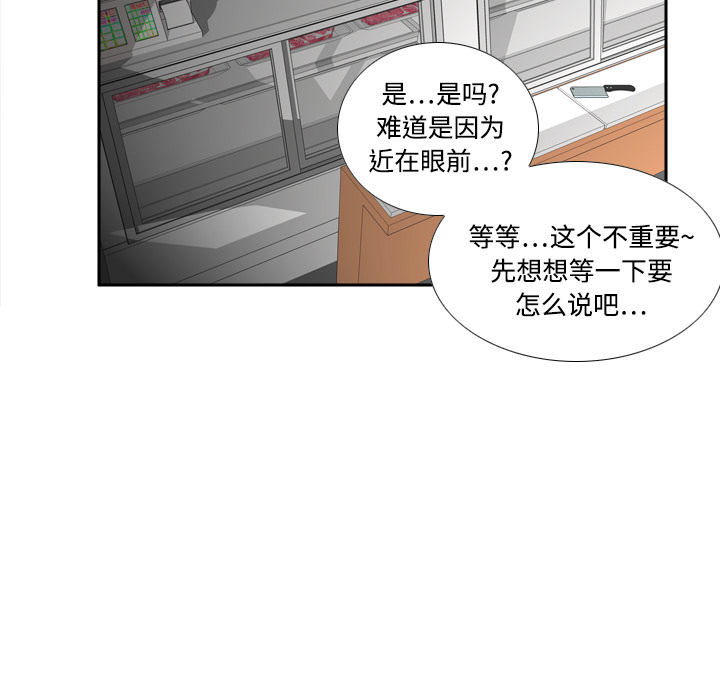 是...是吗?
难道是因为
近在眼前...?
等等...这个不重要~
先想想等一下要
怎么说吧...